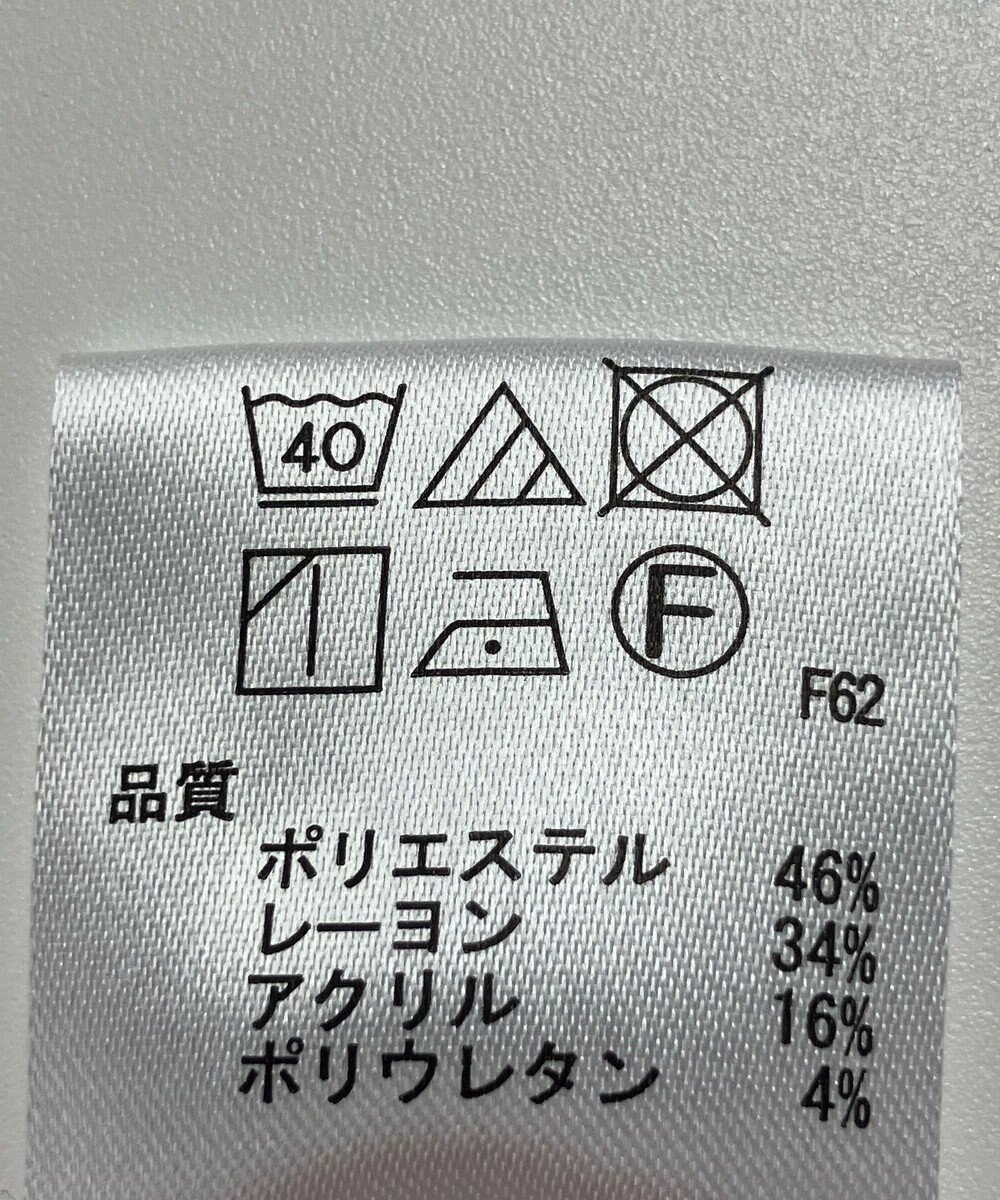 40
F
F62
品質
ポリエステル 46%
レーヨン 34%
アクリル 16%
ポリウレタン 4%